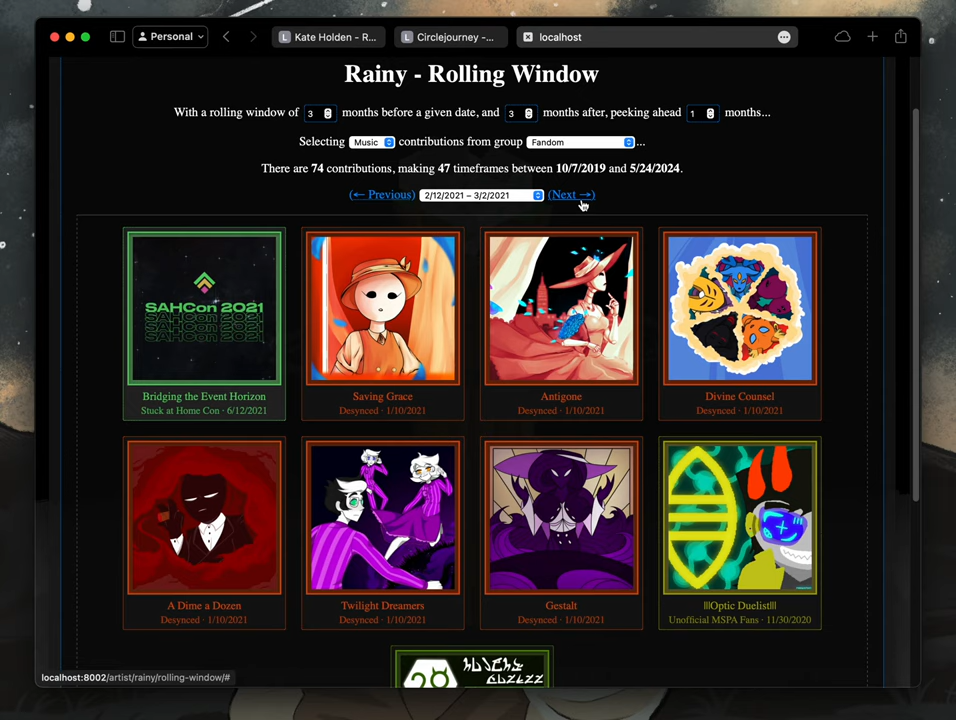 Personal
Kate Holden - R...
Circlejourney -...
localhost
Rainy - Rolling Window
With a rolling window of 3 months before a given date, and 3 months after, peeking ahead 1 months...
Selecting Music contributions from group Fandom ...
There are 74 contributions, making 47 timeframes between 10/7/2019 and 5/24/2024.
(← Previous) 2/12/2021 – 3/2/2021 (Next →)
SAHCon 2021
SAHCon 2021
SAHCon 2021
SAHCon 2021
Bridging the Event Horizon
Stuck at Home Con · 6/12/2021
Saving Grace
Desynced · 1/10/2021
Antigone
Desynced · 1/10/2021
Divine Counsel
Desynced · 1/10/2021
A Dime a Dozen
Desynced · 1/10/2021
Twilight Dreamers
Desynced · 1/10/2021
Gestalt
Desynced · 1/10/2021
|||Optic Duelist|||
Unofficial MSPA Fans · 11/30/2020
localhost:8002/artist/rainy/rolling-window/#